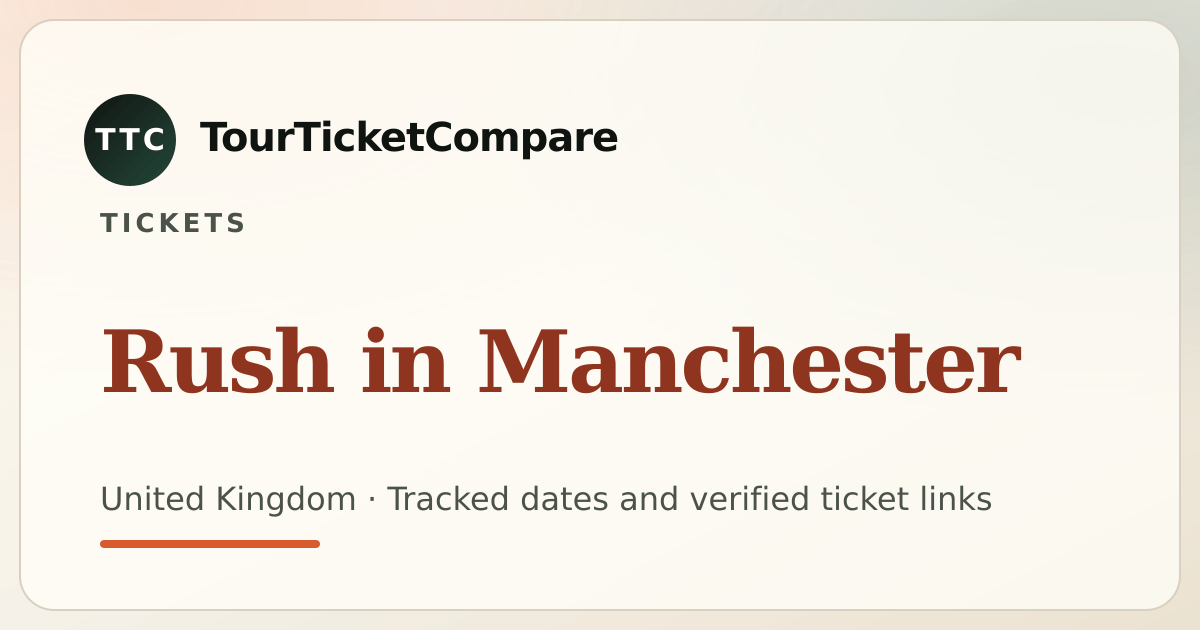 TTC TourTicketCompare
TICKETS
Rush in Manchester
United Kingdom · Tracked dates and verified ticket links